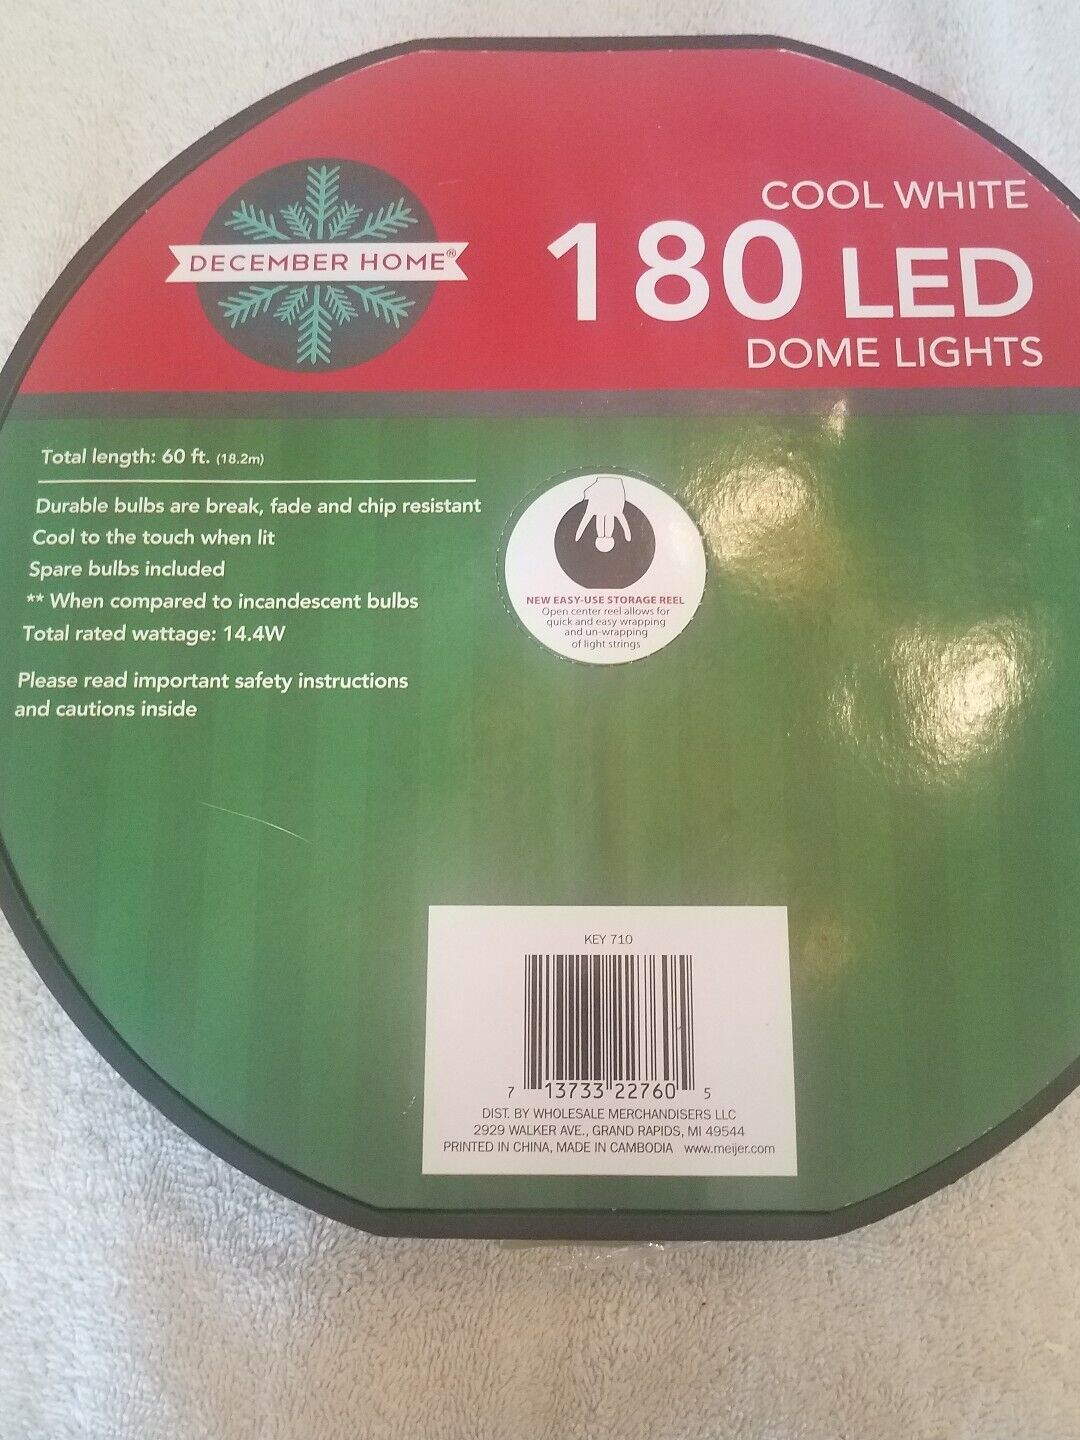 DECEMBER HOME®
COOL WHITE
180 LED
DOME LIGHTS
Total length: 60 ft. (18.2m)
Durable bulbs are break, fade and chip resistant
Cool to the touch when lit
Spare bulbs included
** When compared to incandescent bulbs
Total rated wattage: 14.4W
Please read important safety instructions
and cautions inside
NEW EASY-USE STORAGE REEL
Open center reel allows for
quick and easy wrapping
and un-wrapping
of light strings
KEY 710
7 13733 22760 5
DIST. BY WHOLESALE MERCHANDISERS LLC
2929 WALKER AVE., GRAND RAPIDS, MI 49544
PRINTED IN CHINA, MADE IN CAMBODIA www.meijer.com